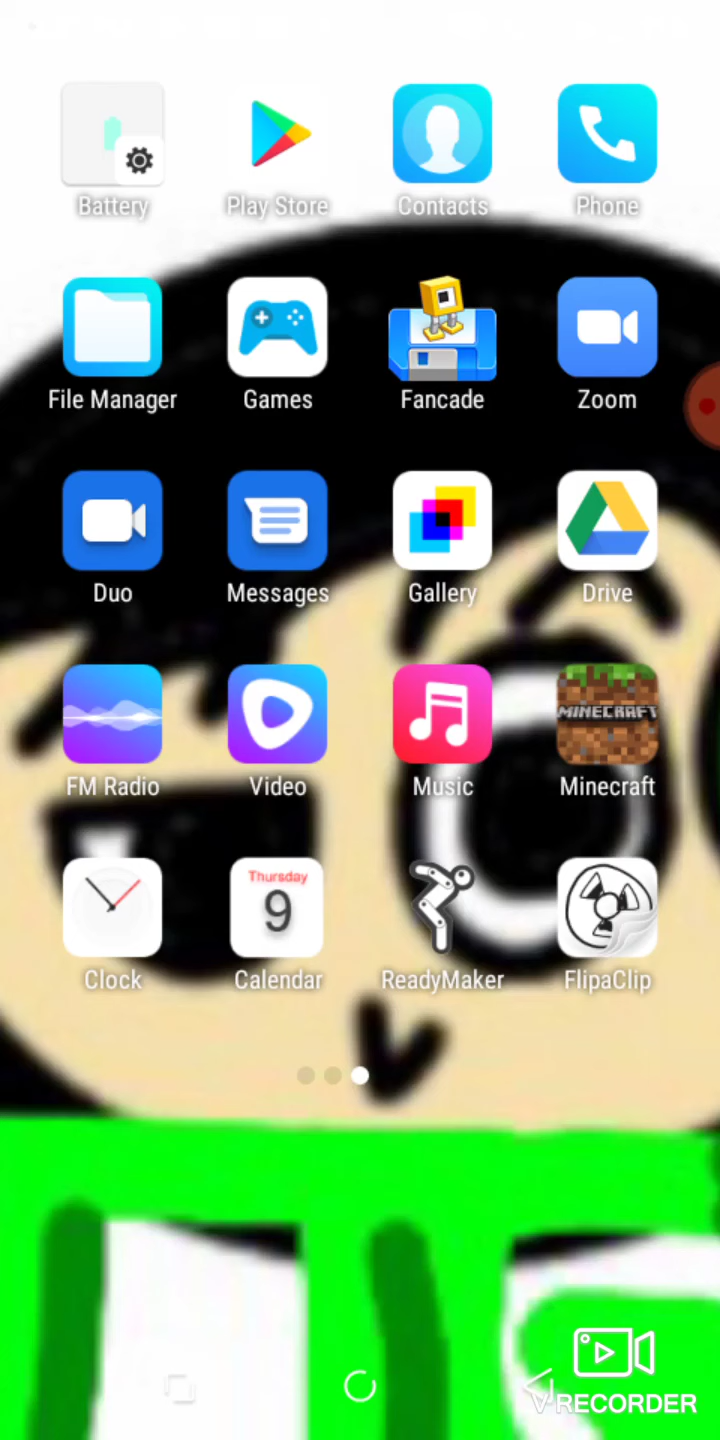 Battery Play Store Contacts Phone
File Manager Games Fancade Zoom
Duo Messages Gallery Drive
MINECRAFT
FM Radio Video Music Minecraft
Thursday
9
Clock Calendar ReadyMaker FlipaClip
V RECORDER